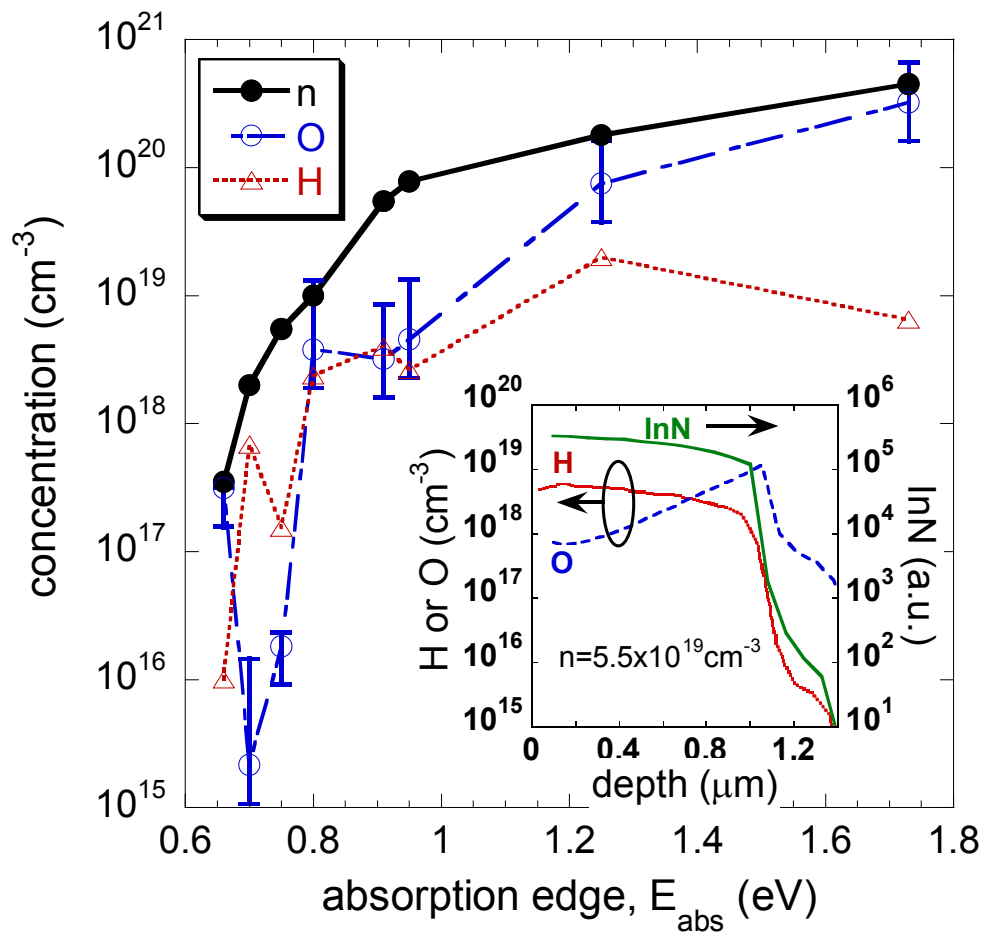 10^21
10^20
10^19
10^18
10^17
10^16
10^15
concentration (cm^-3)
n
O
H
0.6 0.8 1 1.2 1.4 1.6 1.8
absorption edge, E_abs (eV)
10^20
10^19
10^18
10^17
10^16
10^15
H or O (cm^-3)
InN
H
O
n=5.5x10^19cm^-3
10^6
10^5
10^4
10^3
10^2
10^1
InN (a.u.)
0 0.4 0.8 1.2
depth (μm)